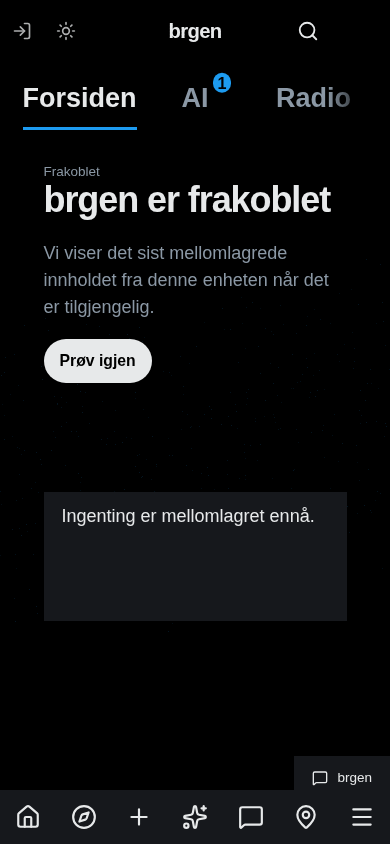 brgen
Forsiden AI 1 Radio
Frakoblet
brgen er frakoblet
Vi viser det sist mellomlagrede
innholdet fra denne enheten når det
er tilgjengelig.
Prøv igjen
Ingenting er mellomlagret ennå.
brgen